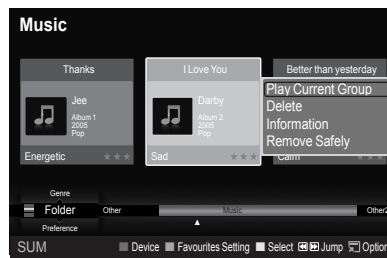 Music
Thanks
I Love You
Better than yesterday
Jee
Album 1
2005
Pop
Darby
Album 2
2005
Pop
Play Current Group
Delete
Information
Remove Safely
Energetic
Sad
Calm
Genre
Folder
Other
Music
Other2
Preference
SUM
Device
Favourites Setting
Select
Jump
Option